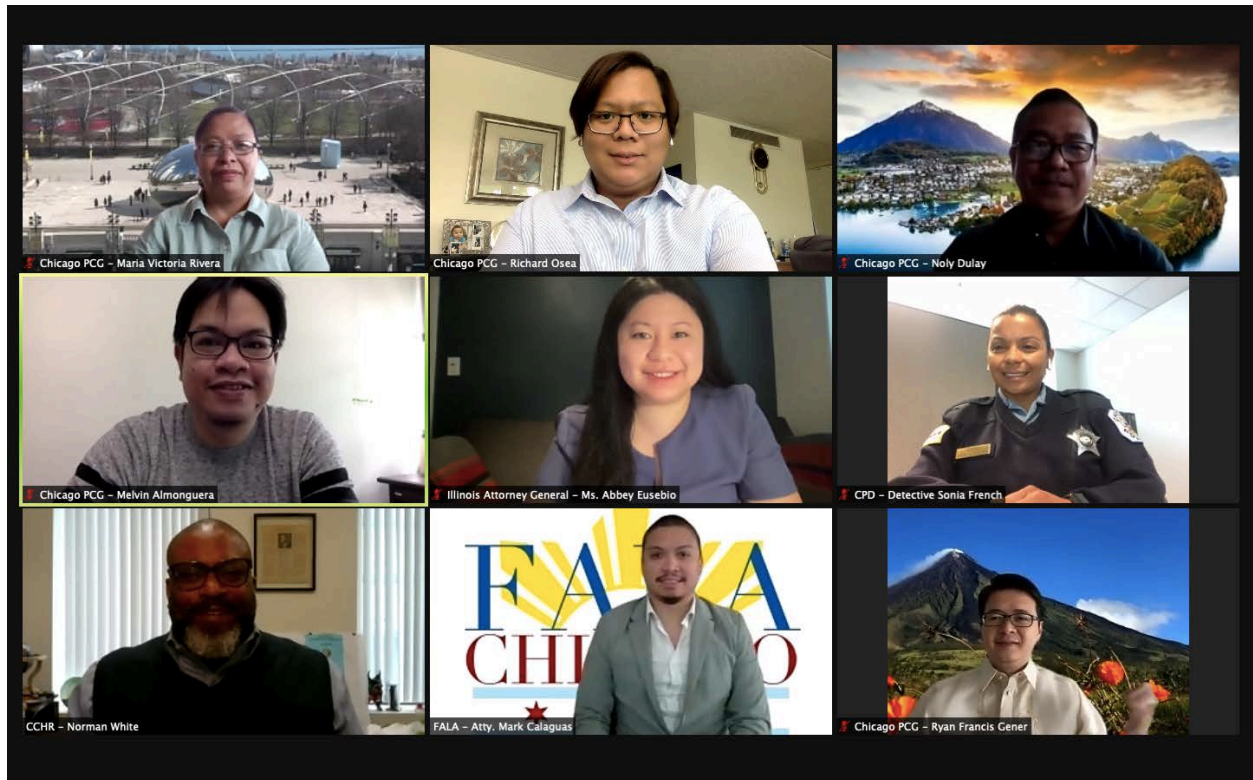 Chicago PCG – Maria Victoria Rivera
Chicago PCG – Richard Osea
Chicago PCG – Noly Dulay
Chicago PCG – Melvin Almonguera
Illinois Attorney General – Ms. Abbey Eusebio
CPD – Detective Sonia French
CCHR – Norman White
FALA
CHI O
FALA – Atty. Mark Calaguas
Chicago PCG – Ryan Francis Gener